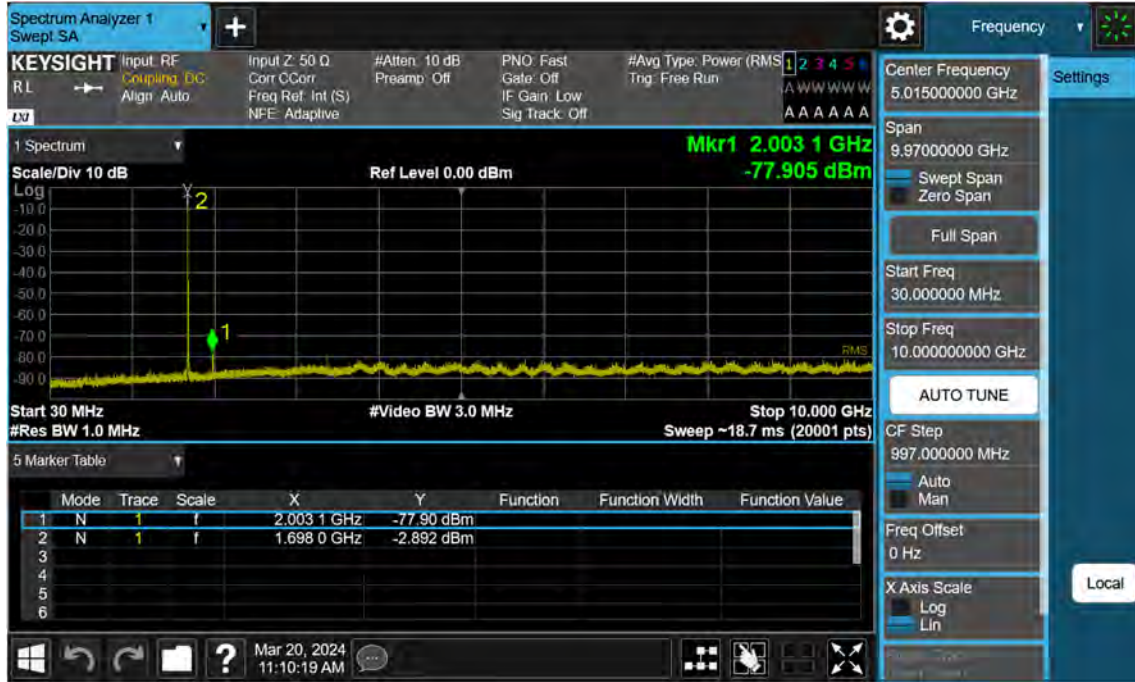 Spectrum Analyzer 1
Swept SA
+
Frequency
KEYSIGHT
RL
LXI
Input: RF
Coupling: DC
Align: Auto
Input Z: 50 Ω
Corr CCorr
Freq Ref: Int (S)
NFE: Adaptive
#Atten: 10 dB
Preamp: Off
PNO: Fast
Gate: Off
IF Gain: Low
Sig Track: Off
#Avg Type: Power (RMS
Trig: Free Run
1 2 3 4 5 6
A W W W W W
A A A A A A
Center Frequency
5.015000000 GHz
Settings
1 Spectrum
Scale/Div 10 dB
Ref Level 0.00 dBm
Mkr1 2.003 1 GHz
-77.905 dBm
Log
-10.0
-20.0
-30.0
-40.0
-50.0
-60.0
-70.0
-80.0
-90.0
2
1
RMS
Start 30 MHz
#Video BW 3.0 MHz
Stop 10.000 GHz
#Res BW 1.0 MHz
Sweep ~18.7 ms (20001 pts)
Span
9.97000000 GHz
Swept Span
Zero Span
Full Span
Start Freq
30.000000 MHz
Stop Freq
10.000000000 GHz
AUTO TUNE
CF Step
997.000000 MHz
Auto
Man
Freq Offset
0 Hz
X Axis Scale
Log
Lin
Local
5 Marker Table
Mode Trace Scale X Y Function Function Width Function Value
1 N 1 f 2.003 1 GHz -77.90 dBm
2 N 1 f 1.698 0 GHz -2.892 dBm
3
4
5
6
?
Mar 20, 2024
11:10:19 AM